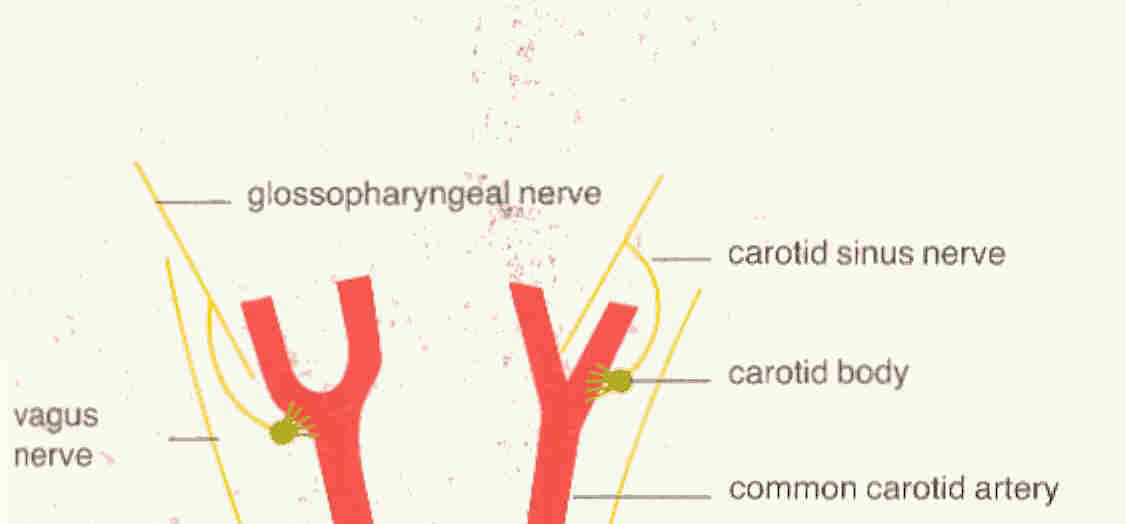 glossopharyngeal nerve
carotid sinus nerve
carotid body
vagus
nerve
common carotid artery